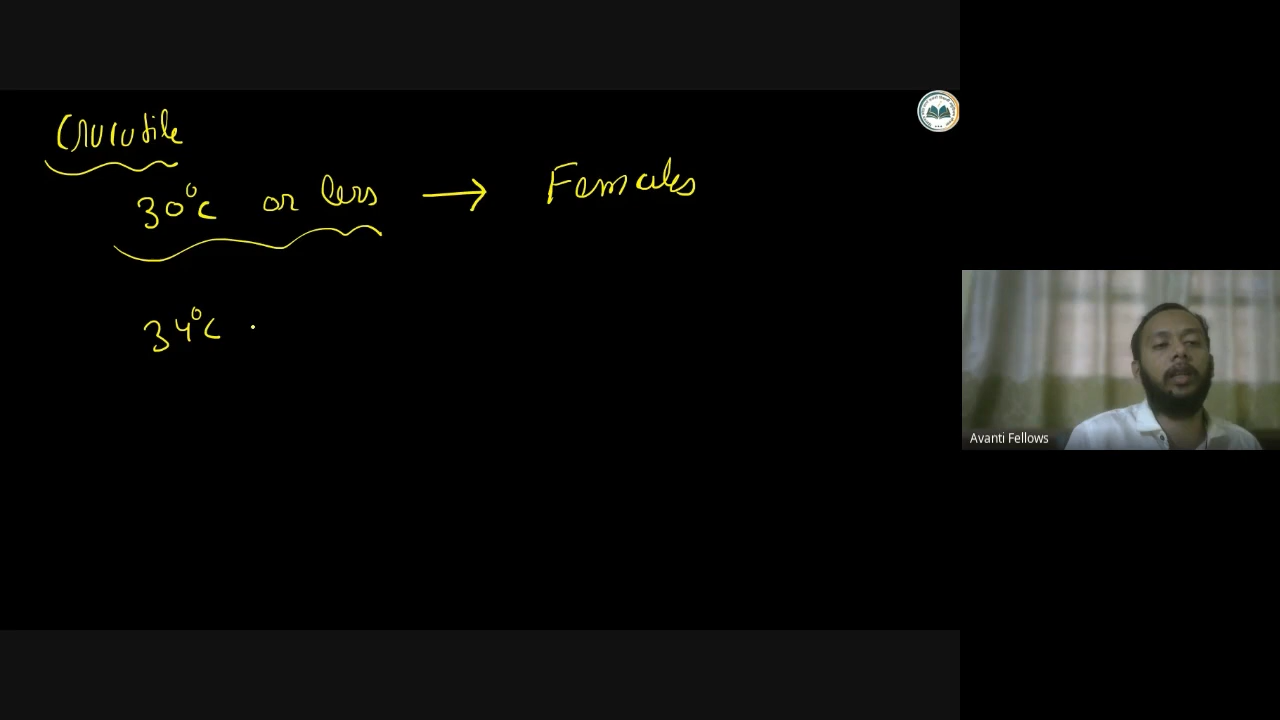 Crocodile
30°C or less → Females
34°C
Avanti Fellows